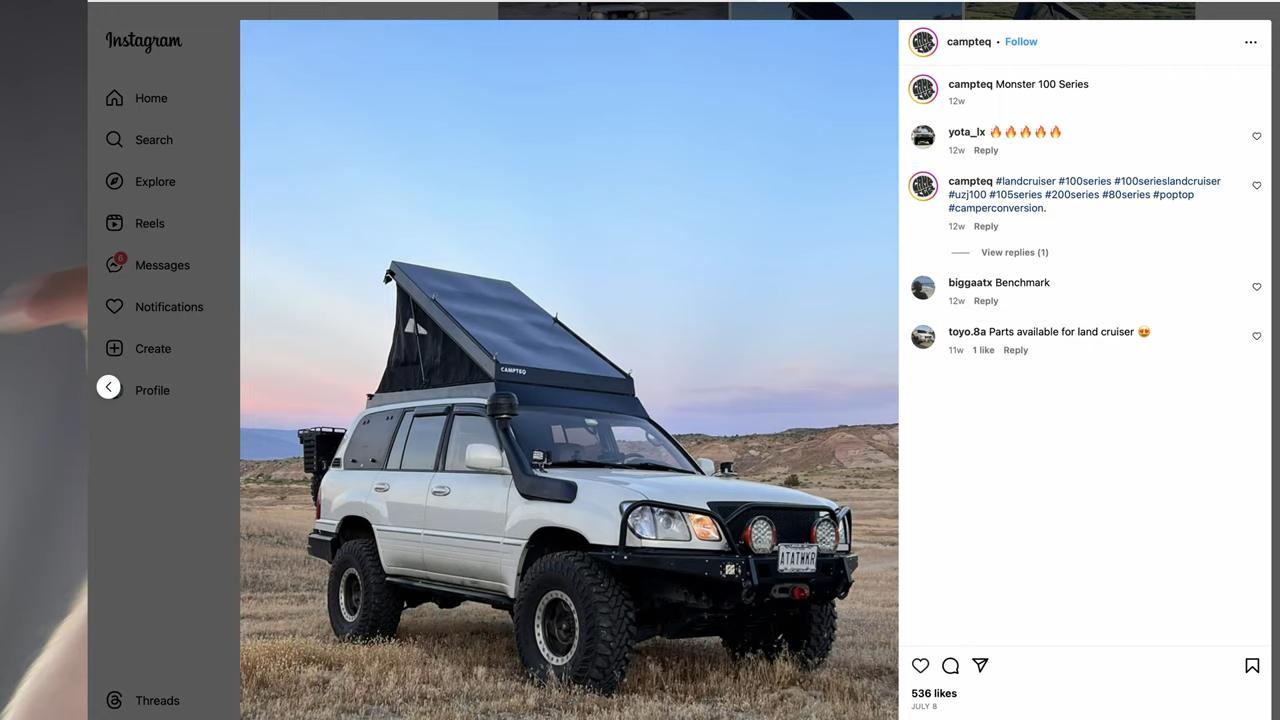 Instagram
Home
Search
Explore
Reels
6
Messages
Notifications
Create
Profile
Threads
CAMPTEQ
ATATWKR
campteq • Follow
campteq Monster 100 Series
12w
yota_lx 🔥🔥🔥🔥🔥
12w Reply
campteq #landcruiser #100series #100serieslandcruiser
#uzj100 #105series #200series #80series #poptop
#camperconversion.
12w Reply
View replies (1)
biggaatx Benchmark
12w Reply
toyo.8a Parts available for land cruiser 😍
11w 1 like Reply
536 likes
JULY 8